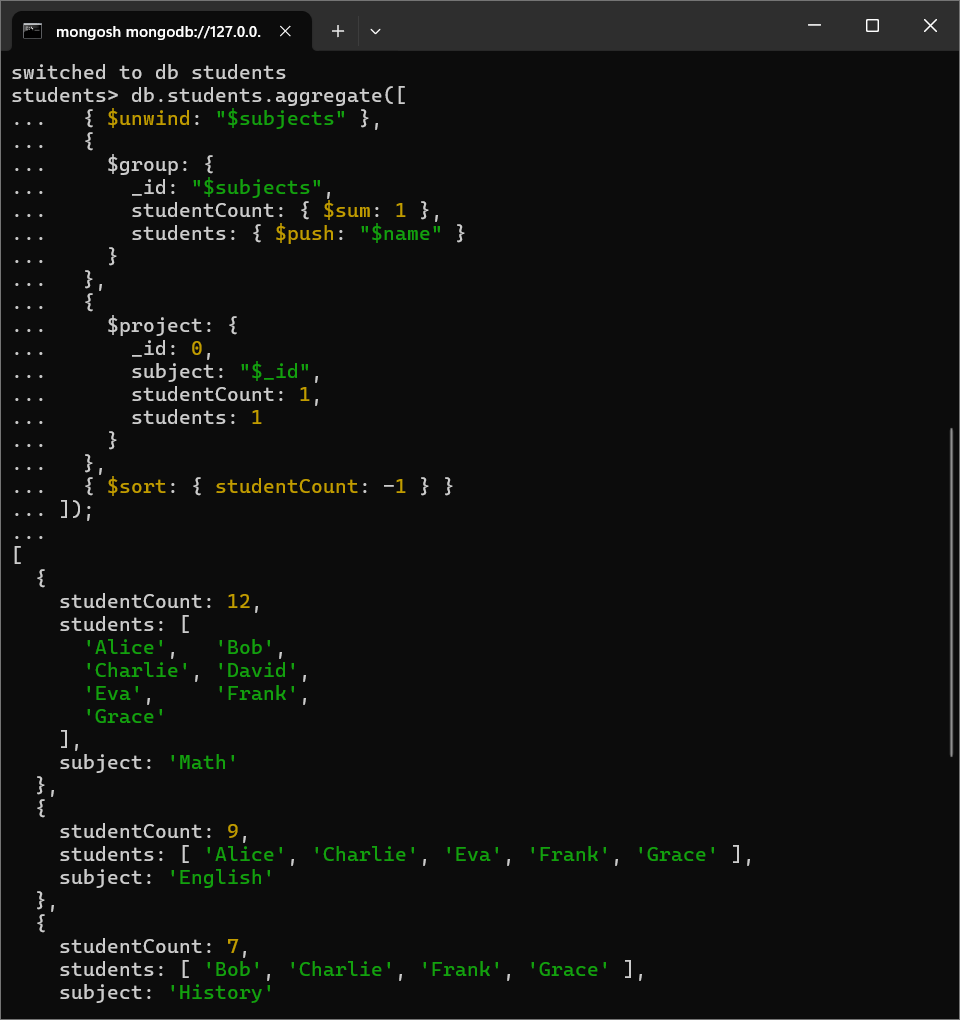 mongosh mongodb://127.0.0.
switched to db students
students> db.students.aggregate([
...   { $unwind: "$subjects" },
...   {
...     $group: {
...       _id: "$subjects",
...       studentCount: { $sum: 1 },
...       students: { $push: "$name" }
...     }
...   },
...   {
...     $project: {
...       _id: 0,
...       subject: "$_id",
...       studentCount: 1,
...       students: 1
...     }
...   },
...   { $sort: { studentCount: -1 } }
... ]);
...
[
  {
    studentCount: 12,
    students: [
      'Alice',   'Bob',
      'Charlie', 'David',
      'Eva',     'Frank',
      'Grace'
    ],
    subject: 'Math'
  },
  {
    studentCount: 9,
    students: [ 'Alice', 'Charlie', 'Eva', 'Frank', 'Grace' ],
    subject: 'English'
  },
  {
    studentCount: 7,
    students: [ 'Bob', 'Charlie', 'Frank', 'Grace' ],
    subject: 'History'